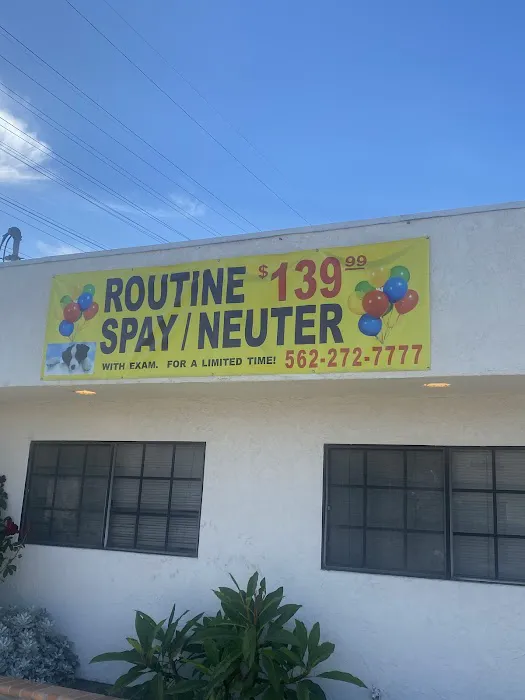 ROUTINE $139.99
SPAY/NEUTER
WITH EXAM. FOR A LIMITED TIME! 562-272-7777